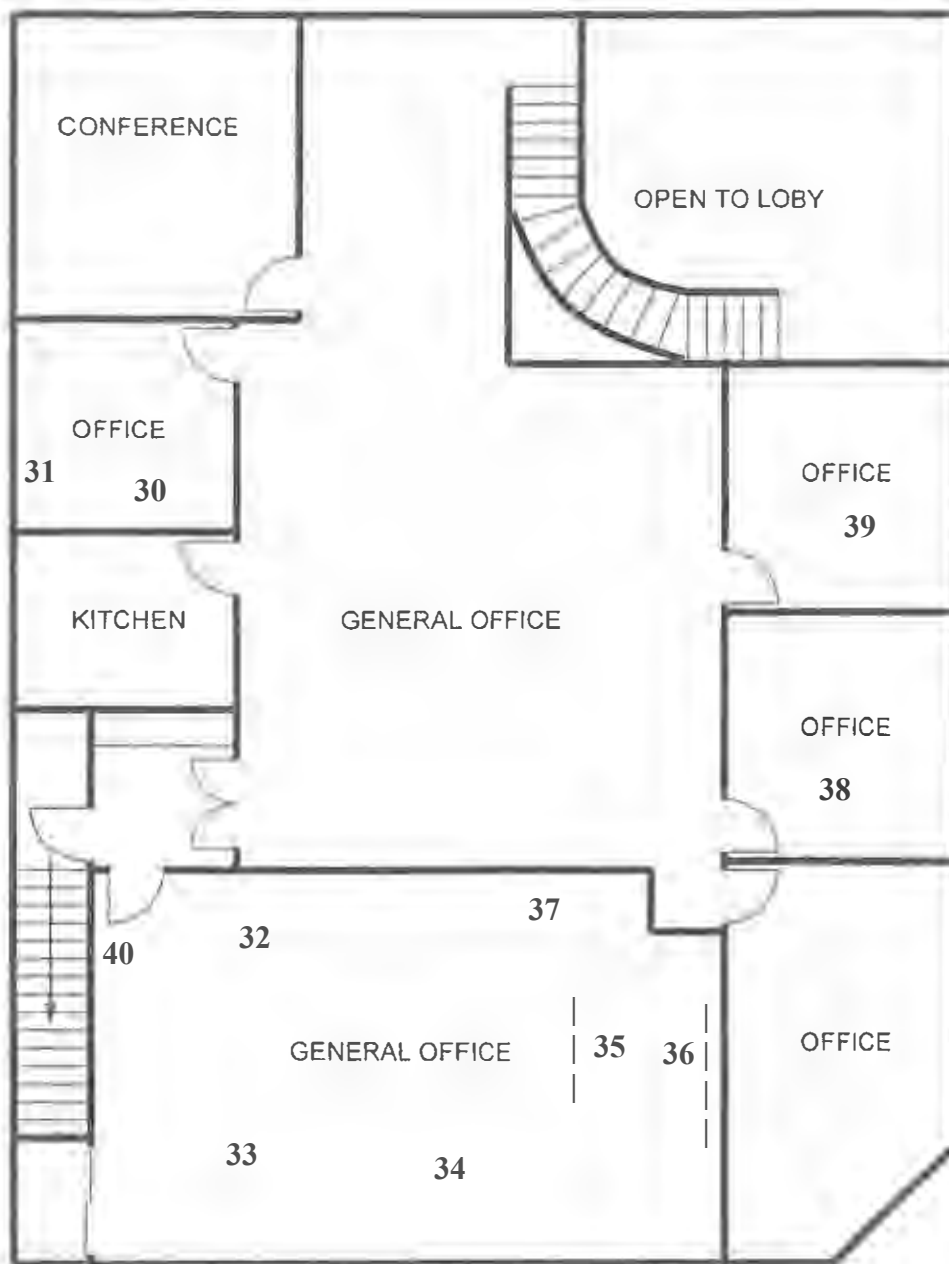 CONFERENCE
OPEN TO LOBY
OFFICE
31
30
OFFICE
39
KITCHEN
GENERAL OFFICE
OFFICE
38
37
32
40
GENERAL OFFICE
35
36
OFFICE
33
34